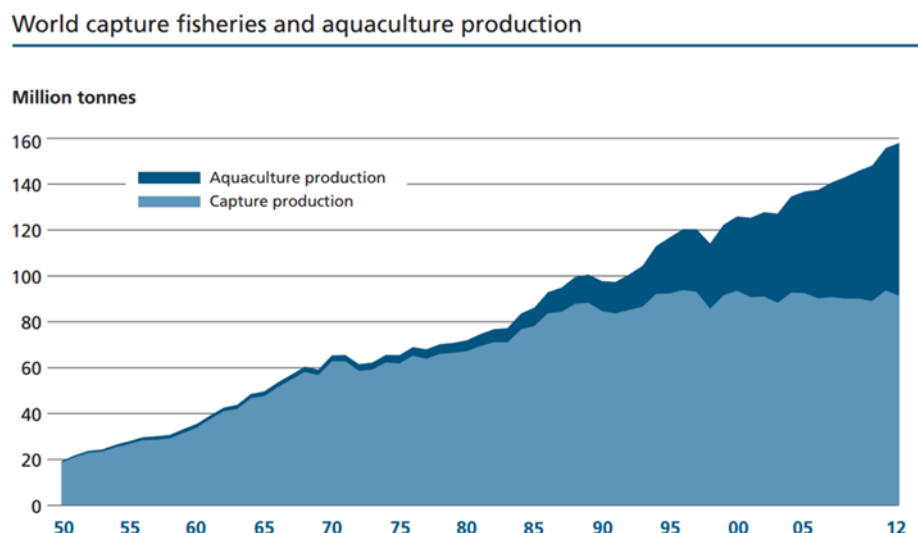 World capture fisheries and aquaculture production
Million tonnes
160
140
Aquaculture production
Capture production
120
100
80
60
40
20
0
50 55 60 65 70 75 80 85 90 95 00 05 12